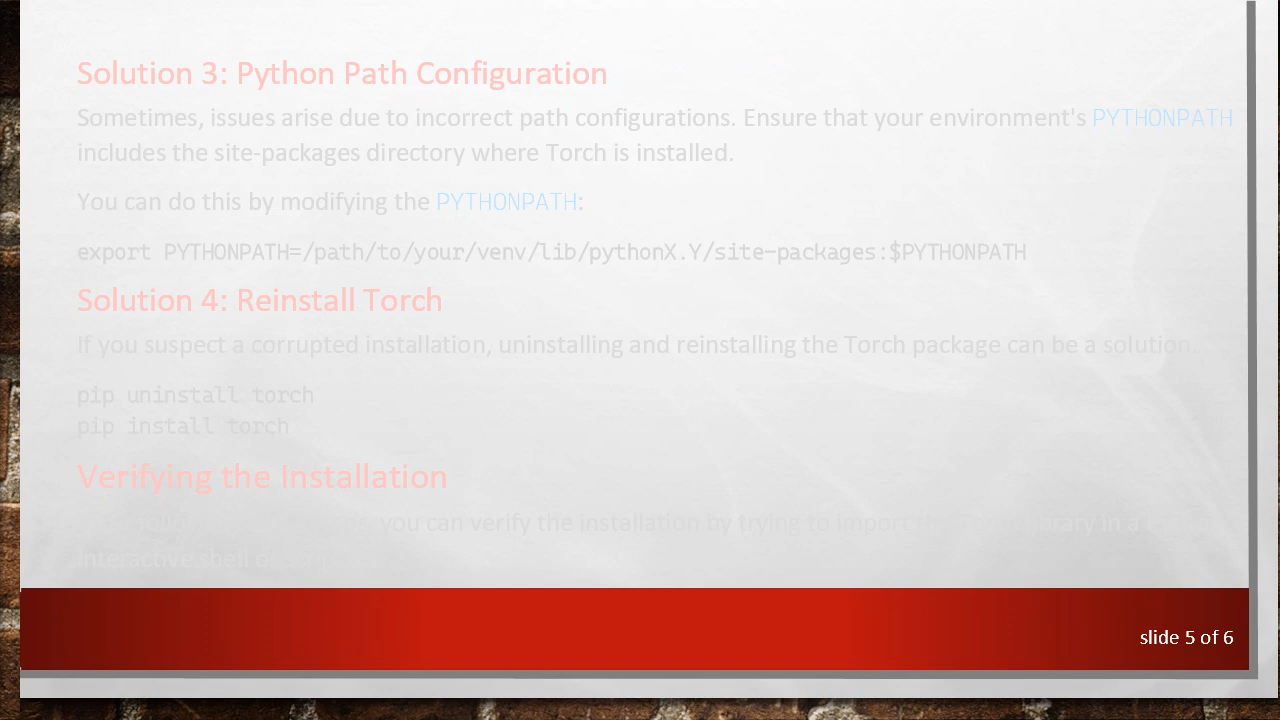 Solution 3: Python Path Configuration
Sometimes, issues arise due to incorrect path configurations. Ensure that your environment's PYTHONPATH
includes the site-packages directory where Torch is installed.
You can do this by modifying the PYTHONPATH:
export PYTHONPATH=/path/to/your/venv/lib/pythonX.Y/site-packages:$PYTHONPATH
Solution 4: Reinstall Torch
If you suspect a corrupted installation, uninstalling and reinstalling the Torch package can be a solution.
pip uninstall torch
pip install torch
Verifying the Installation
you can verify the installation by trying to import in a
interactive shell
slide 5 of 6